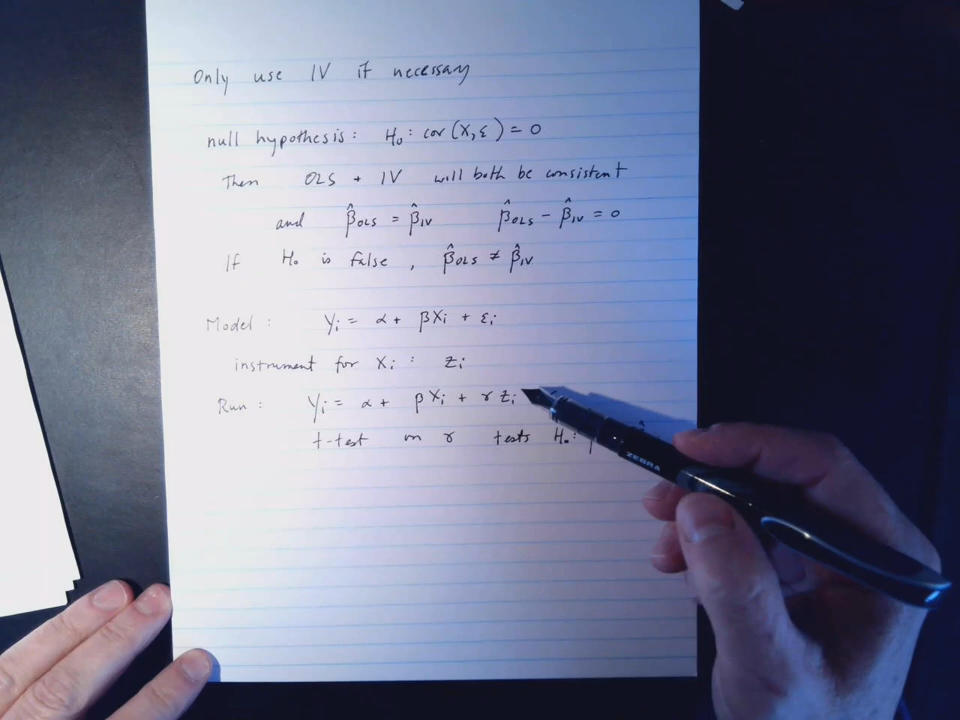 Only use IV if necessary
null hypothesis: H₀: cov(X,ε) = 0
Then OLS + IV will both be consistent
and β̂OLS = β̂IV β̂OLS − β̂IV = 0
If H₀ is false, β̂OLS ≠ β̂IV
Model: Yi = α + βXi + εi
instrument for Xi: Zi
Run: Yi = α + βXi + γZi
t-test on γ tests H₀:
ZEBRA